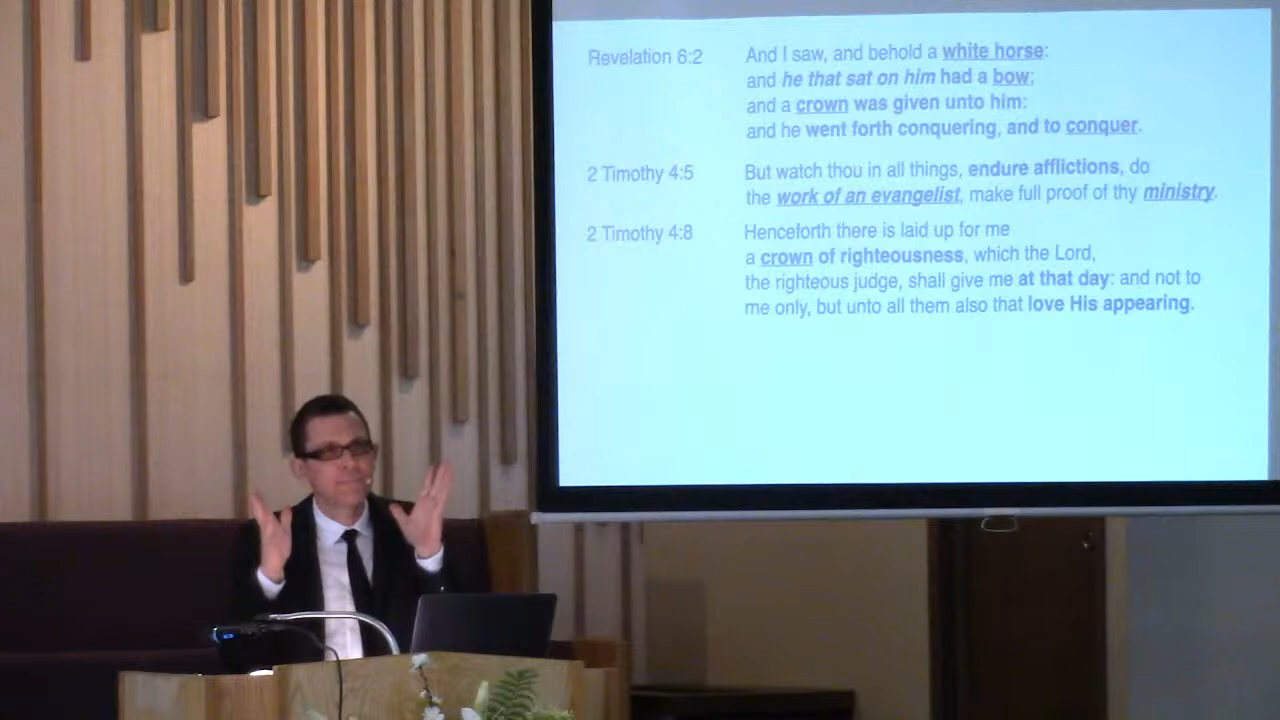 Revelation 6:2 And I saw, and behold a white horse:
and he that sat on him had a bow;
and a crown was given unto him:
and he went forth conquering, and to conquer.
2 Timothy 4:5 But watch thou in all things, endure afflictions, do
the work of an evangelist, make full proof of thy ministry.
2 Timothy 4:8 Henceforth there is laid up for me
a crown of righteousness, which the Lord,
the righteous judge, shall give me at that day: and not to
me only, but unto all them also that love His appearing.